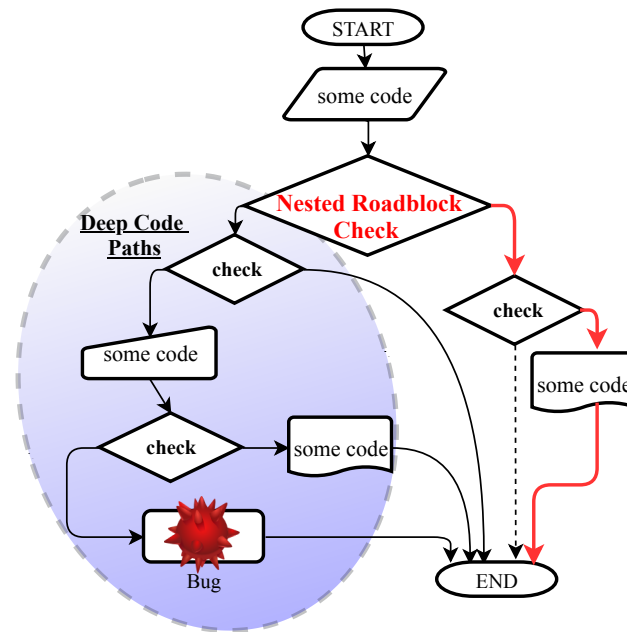 START
some code
Nested Roadblock
Check
Deep Code
Paths
check
check
some code
some code
check
some code
Bug
END